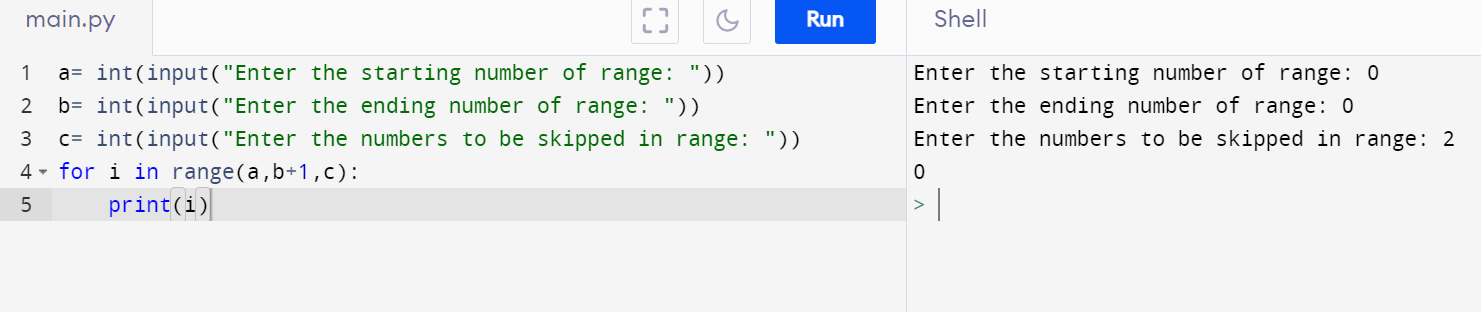 main.py
Run
Shell
1 a= int(input("Enter the starting number of range: "))
2 b= int(input("Enter the ending number of range: "))
3 c= int(input("Enter the numbers to be skipped in range: "))
4 for i in range(a,b+1,c):
5     print(i)
Enter the starting number of range: 0
Enter the ending number of range: 0
Enter the numbers to be skipped in range: 2
0
>